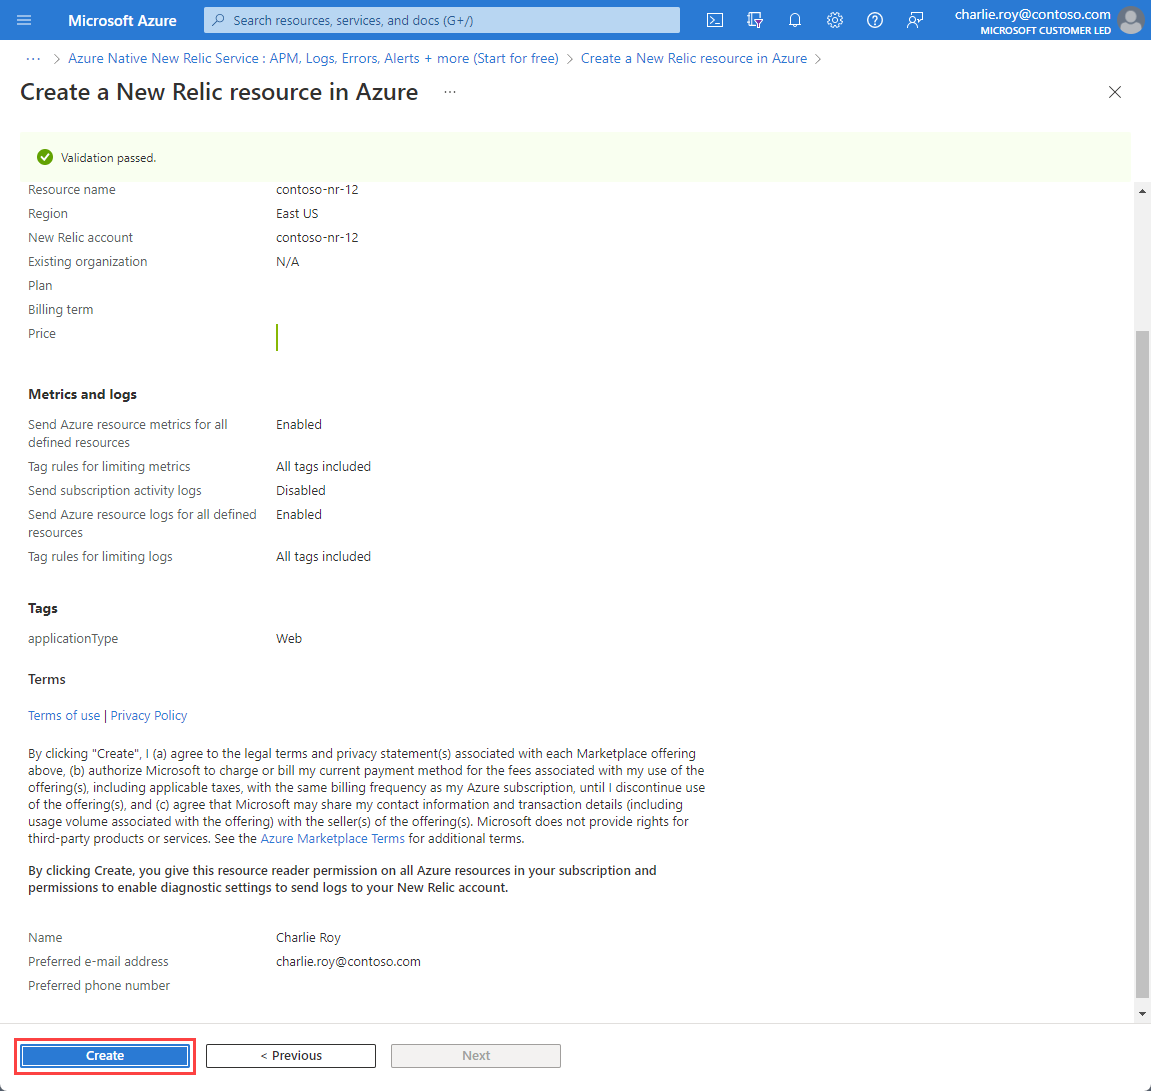 Microsoft Azure
Search resources, services, and docs (G+/)
charlie.roy@contoso.com
MICROSOFT CUSTOMER LED
··· > Azure Native New Relic Service : APM, Logs, Errors, Alerts + more (Start for free) > Create a New Relic resource in Azure >
Create a New Relic resource in Azure ···
Validation passed.
Resource name contoso-nr-12
Region East US
New Relic account contoso-nr-12
Existing organization N/A
Plan
Billing term
Price
Metrics and logs
Send Azure resource metrics for all Enabled
defined resources
Tag rules for limiting metrics All tags included
Send subscription activity logs Disabled
Send Azure resource logs for all defined Enabled
resources
Tag rules for limiting logs All tags included
Tags
applicationType Web
Terms
Terms of use | Privacy Policy
By clicking "Create", I (a) agree to the legal terms and privacy statement(s) associated with each Marketplace offering
above, (b) authorize Microsoft to charge or bill my current payment method for the fees associated with my use of the
offering(s), including applicable taxes, with the same billing frequency as my Azure subscription, until I discontinue use
of the offering(s), and (c) agree that Microsoft may share my contact information and transaction details (including
usage volume associated with the offering) with the seller(s) of the offering(s). Microsoft does not provide rights for
third-party products or services. See the Azure Marketplace Terms for additional terms.
By clicking Create, you give this resource reader permission on all Azure resources in your subscription and
permissions to enable diagnostic settings to send logs to your New Relic account.
Name Charlie Roy
Preferred e-mail address charlie.roy@contoso.com
Preferred phone number
Create < Previous Next